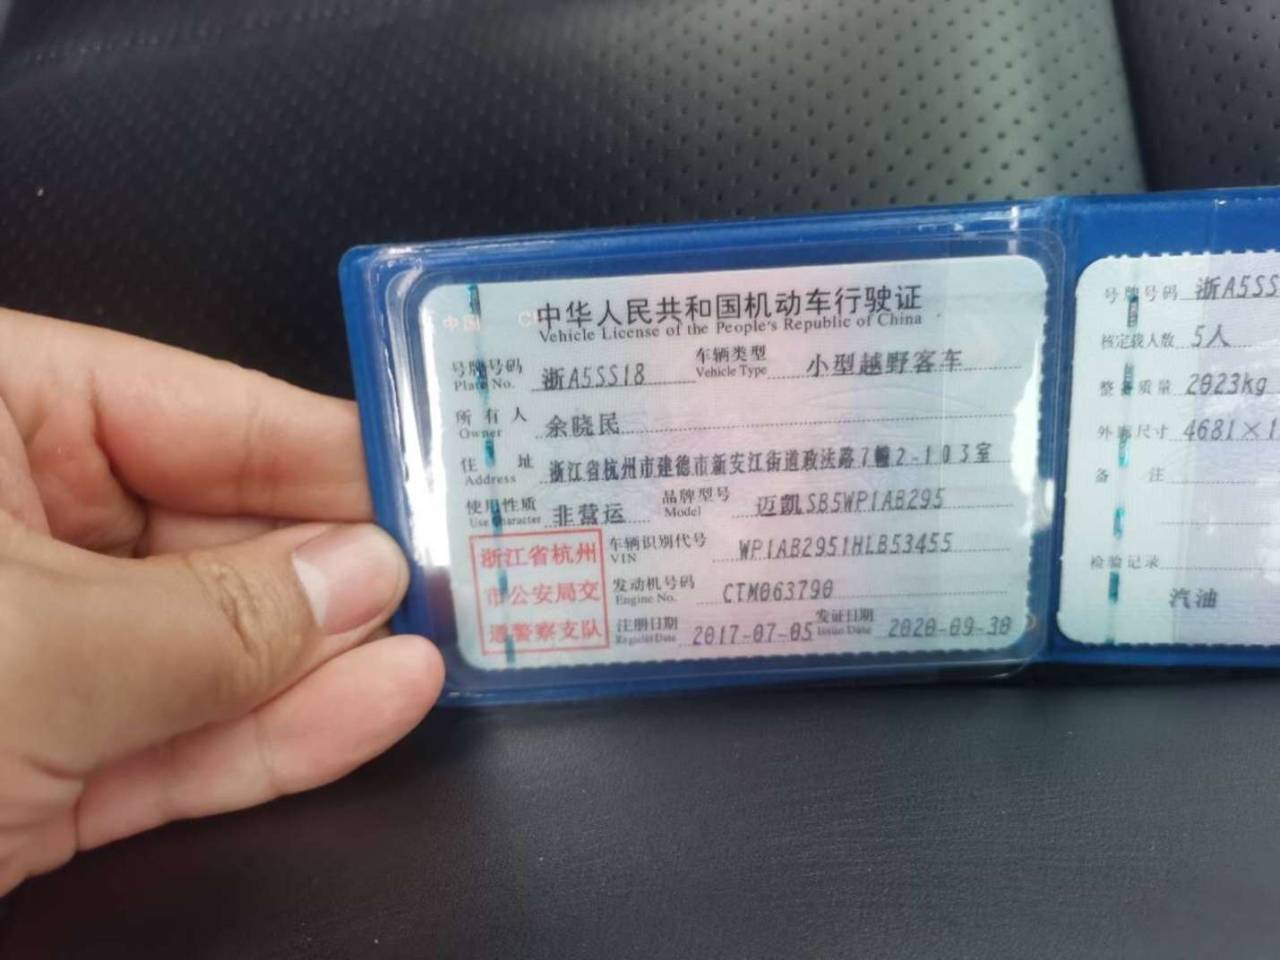 中华人民共和国机动车行驶证
Vehicle License of the People's Republic of China
号牌号码 浙A5SS18 车辆类型 小型越野客车
Plate No. Vehicle Type
所有人 余晓民
Owner
住址 浙江省杭州市建德市新安江街道政法路7幢2-103室
Address
使用性质 非营运 品牌型号 迈凯SB5WP1AB295
Use Character Model
浙江省杭州
市公安局交
通警察支队
车辆识别代号 WP1AB2951HLB53455
VIN
发动机号码 CTM063790
Engine No.
注册日期 2017-07-05 发证日期 2020-09-30
Register Date Issue Date
号牌号码 浙A5SS
核定载人数 5人
整备质量 2023kg
外廓尺寸 4681×1
备注
检验记录
汽油